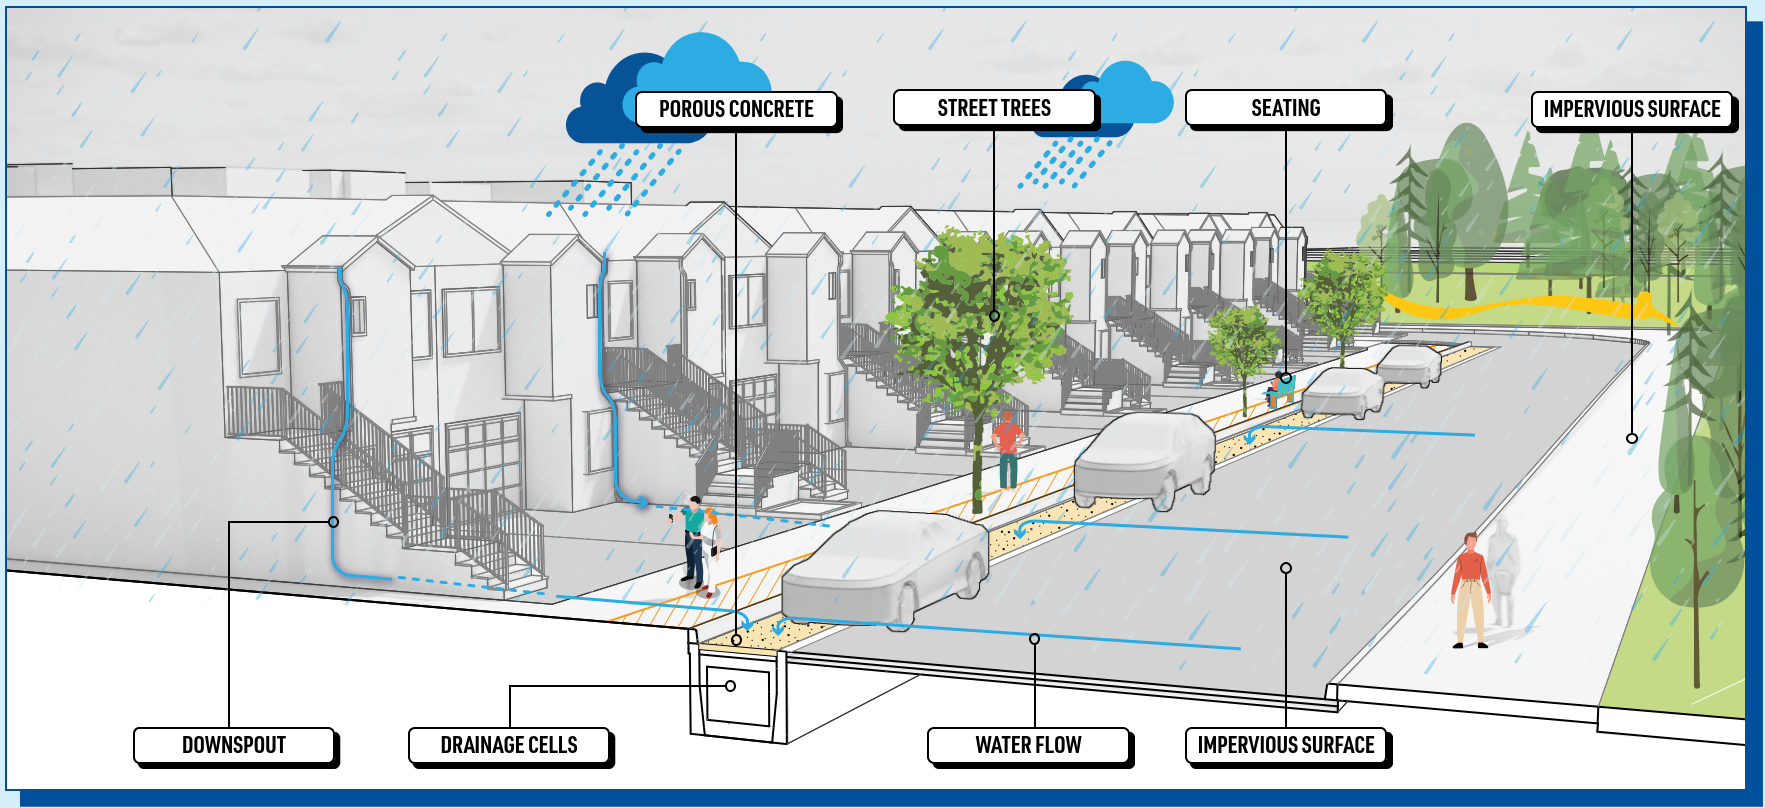 POROUS CONCRETE
STREET TREES
SEATING
IMPERVIOUS SURFACE
DOWNSPOUT
DRAINAGE CELLS
WATER FLOW
IMPERVIOUS SURFACE